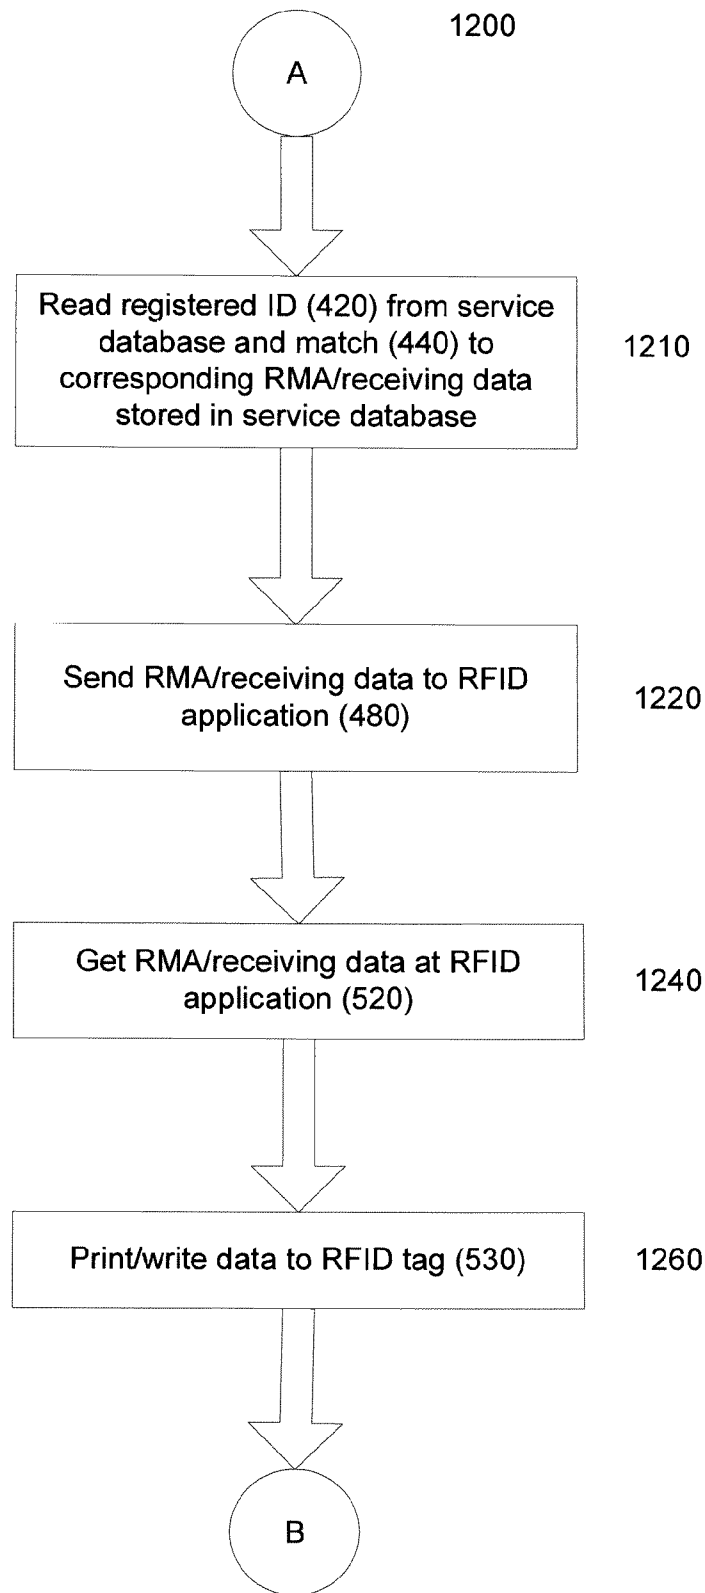 1200
A
Read registered ID (420) from service
database and match (440) to
corresponding RMA/receiving data
stored in service database
1210
Send RMA/receiving data to RFID
application (480)
1220
Get RMA/receiving data at RFID
application (520)
1240
Print/write data to RFID tag (530)
1260
B